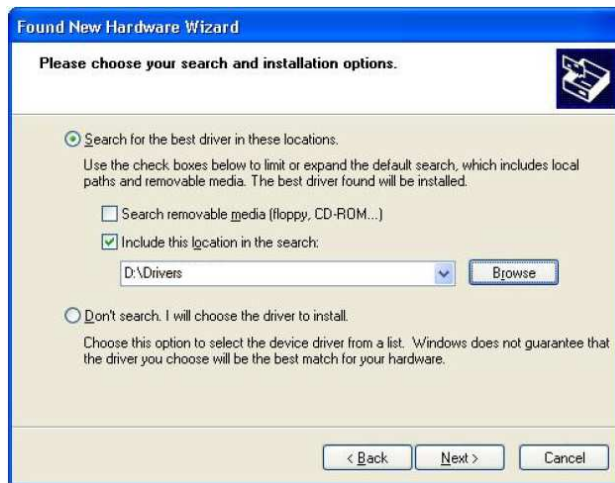 Found New Hardware Wizard
Please choose your search and installation options.
Search for the best driver in these locations.
Use the check boxes below to limit or expand the default search, which includes local
paths and removable media. The best driver found will be installed.
Search removable media (floppy, CD-ROM...)
Include this location in the search:
D:\Drivers
Browse
Don't search. I will choose the driver to install.
Choose this option to select the device driver from a list. Windows does not guarantee that
the driver you choose will be the best match for your hardware.
< Back Next > Cancel